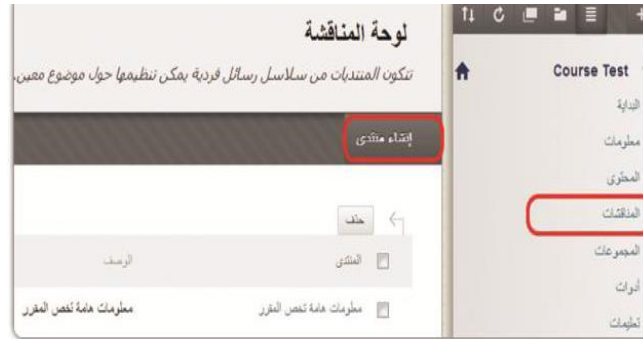 Course Test
البداية
معلومات
المحتوى
المناقشات
المجموعات
أدوات
تعليمات
لوحة المناقشة
تتكون المنتديات من سلاسل رسائل فردية يمكن تنظيمها حول موضوع معين.
إنشاء منتدى
حذف
المنتدى الوصف
معلومات هامة تخص المقرر معلومات هامة تخص المقرر